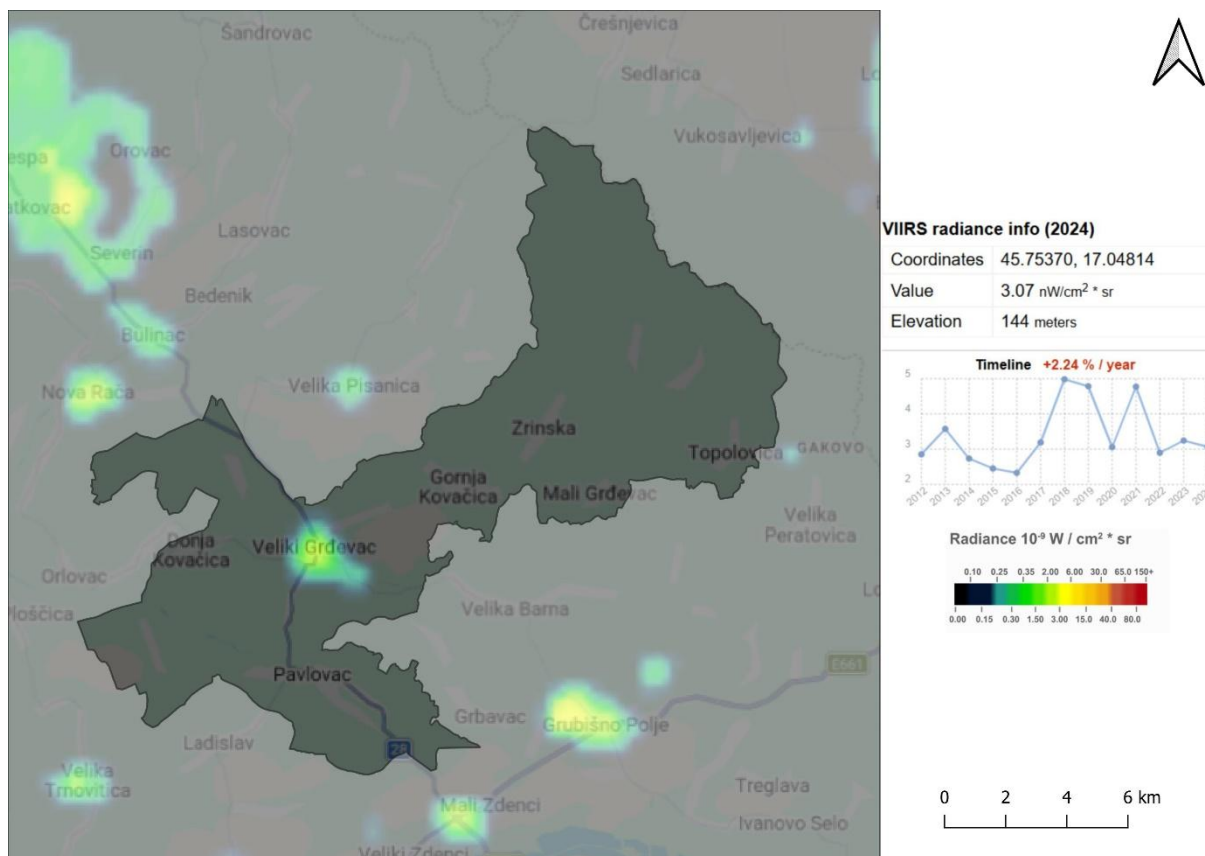 Šandrovac
Črešnjevica
Sedlarica
Vukosavljevica
Orovac
espa
atkovac
Lasovac
Severin
Bedenik
Bulinac
Nova Rača
Velika Pisanica
Zrinska
Topolovica
GAKOVO
Gornja
Kovačica
Mali Grđevac
Velika
Peratovica
Donja
Kovačica
Veliki Grđevac
Orlovac
Ploščica
Velika Barna
E661
Pavlovac
Grbavac
Grubišno Polje
Ladislav
28
Velika
Trnovitica
Mali Zdenci
Treglava
Ivanovo Selo
Veliki Zdenci
VIIRS radiance info (2024)
Coordinates 45.75370, 17.04814
Value 3.07 nW/cm² * sr
Elevation 144 meters
Timeline +2.24 % / year
5
4
3
2
2012 2013 2014 2015 2016 2017 2018 2019 2020 2021 2022 2023
Radiance 10⁻⁹ W / cm² * sr
0.10 0.25 0.35 2.00 6.00 30.0 65.0 150+
0.00 0.15 0.30 1.50 3.00 15.0 40.0 80.0
0 2 4 6 km